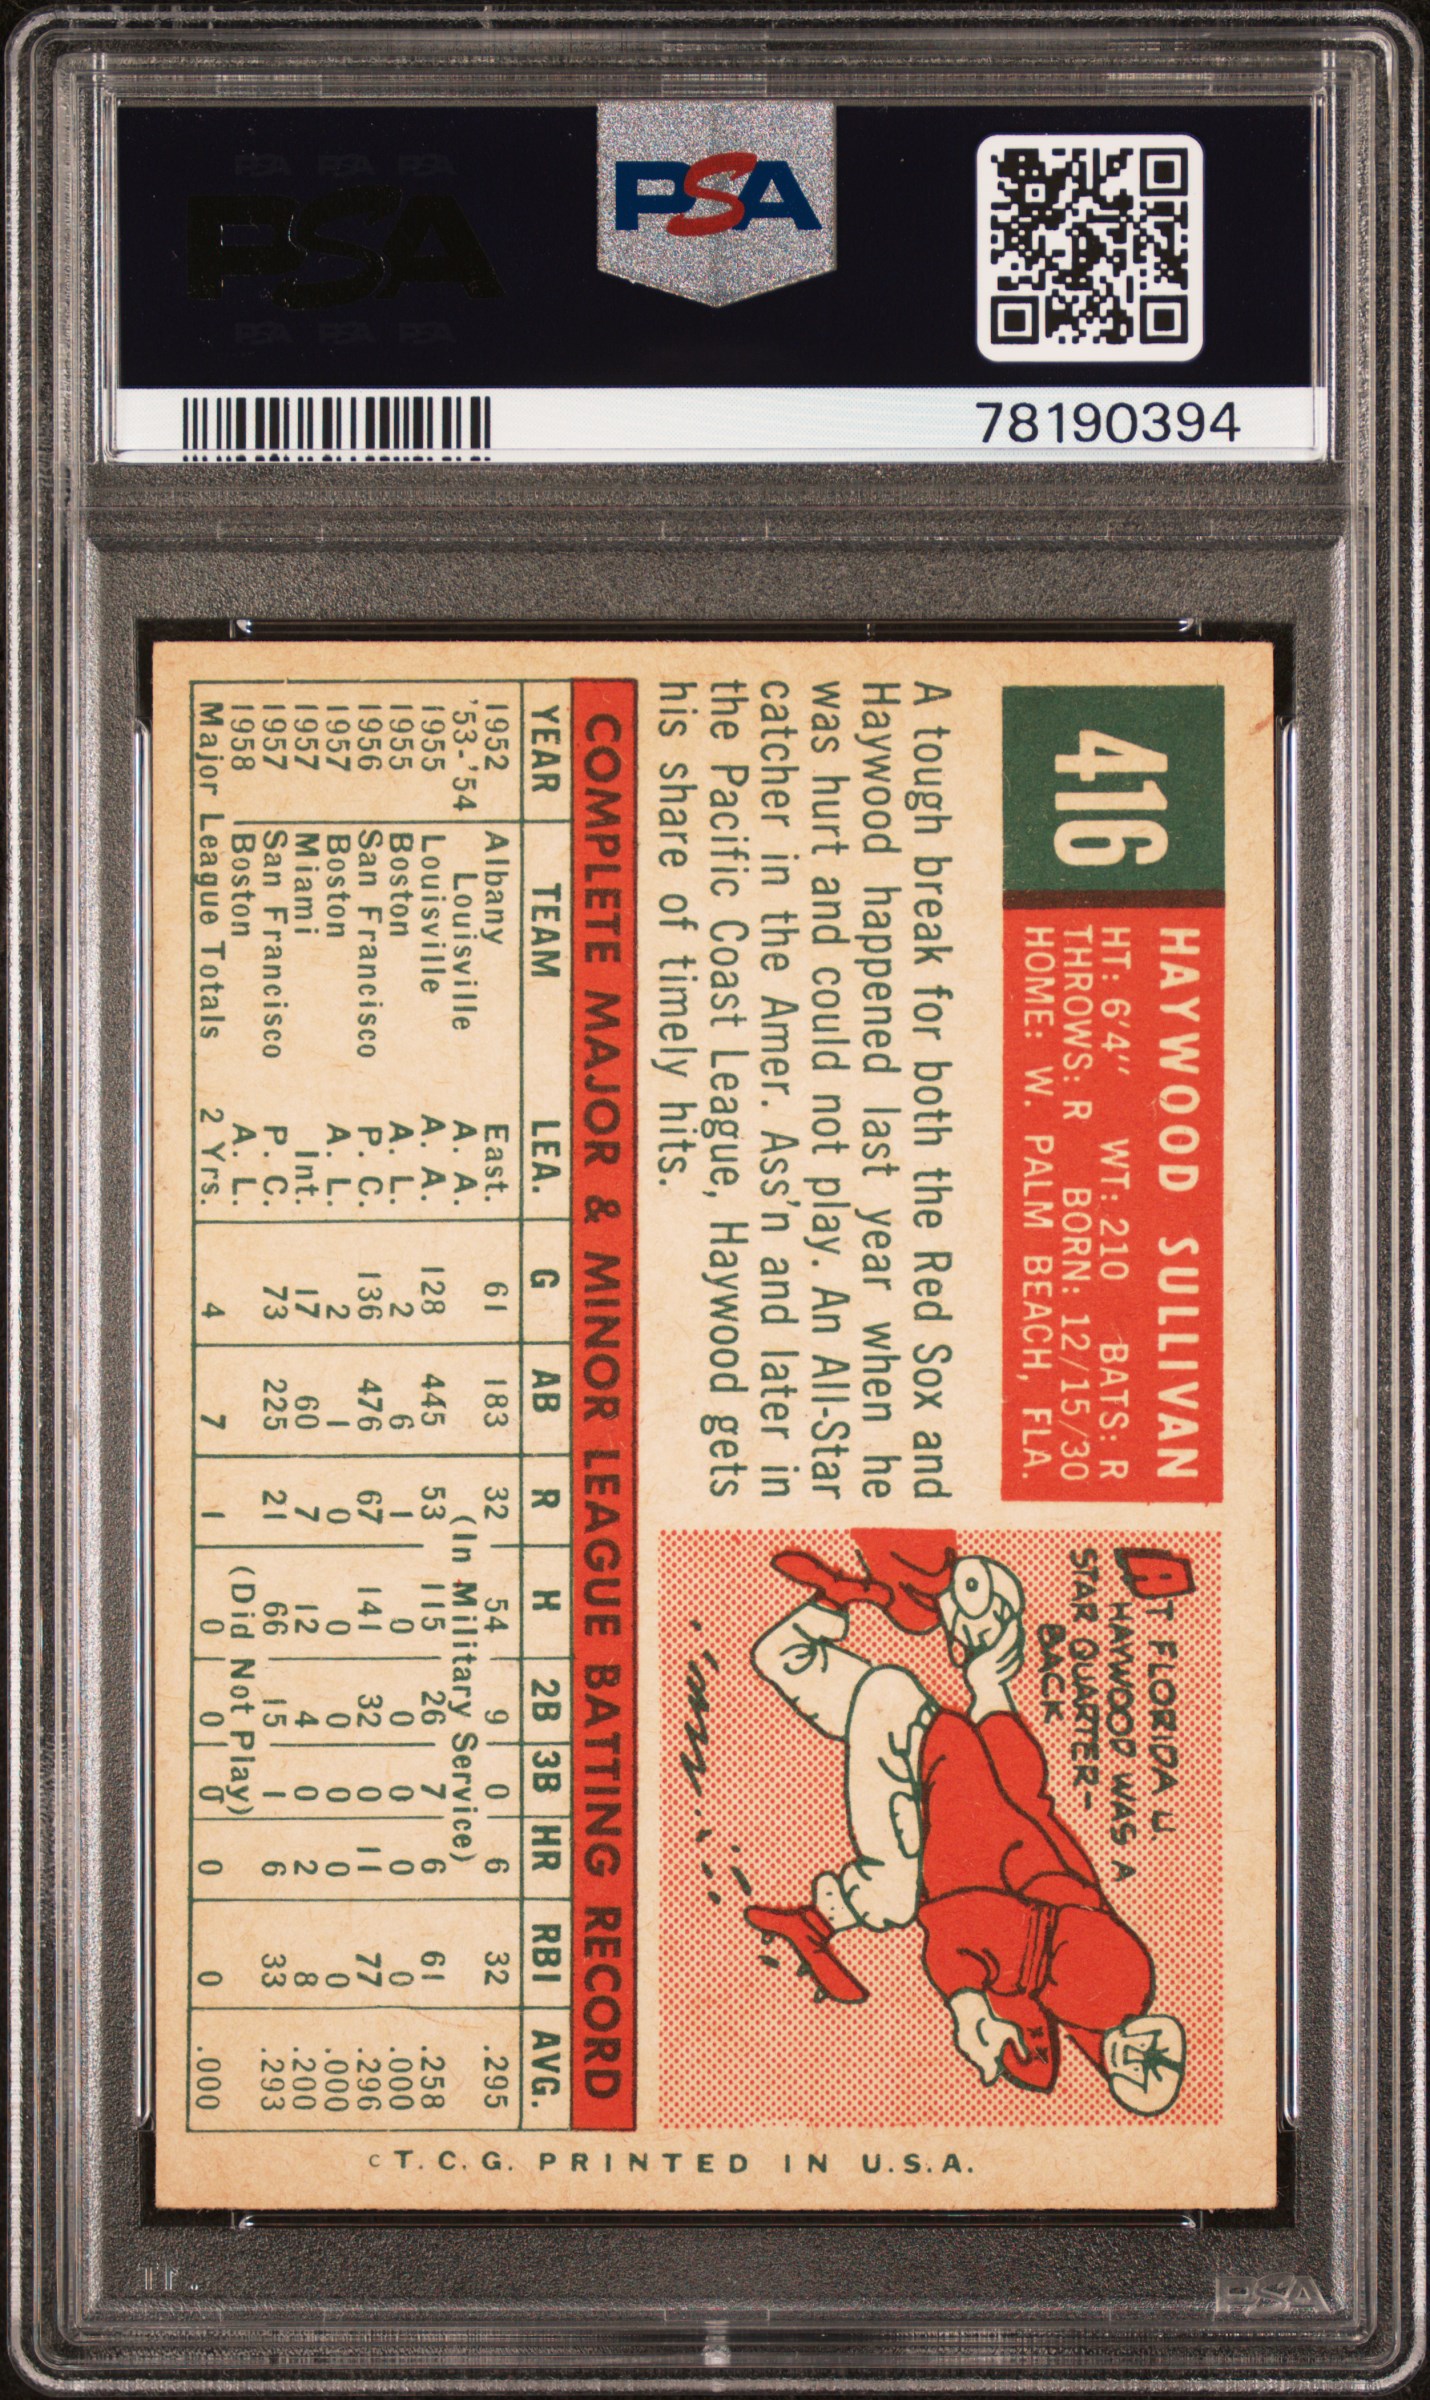 PSA PSA PSA
PSA
PSA PSA PSA
PSA
78190394
416
HAYWOOD SULLIVAN
HT: 6'4" WT: 210 BATS: R
THROWS: R BORN: 12/15/30
HOME: W. PALM BEACH, FLA.
A tough break for both the Red Sox and
Haywood happened last year when he
was hurt and could not play. An All-Star
catcher in the Amer. Ass'n and later in
the Pacific Coast League, Haywood gets
his share of timely hits.
AT FLORIDA U.
HAYWOOD WAS A
STAR QUARTER-
BACK
COMPLETE MAJOR & MINOR LEAGUE BATTING RECORD
YEAR TEAM LEA. G AB R H 2B 3B HR RBI AVG.
1952 Albany East. 61 183 32 54 9 0 6 32 .295
'53-'54 Louisville A. A. (In Military Service)
1955 Louisville A. A. 128 445 53 115 26 7 6 61 .258
1955 Boston A. L. 2 6 1 0 0 0 0 0 .000
1956 San Francisco P. C. 136 476 67 141 32 0 11 77 .296
1957 Boston A. L. 2 1 0 0 0 0 0 0 .000
1957 Miami Int. 17 60 7 12 4 0 2 8 .200
1957 San Francisco P. C. 73 225 21 66 15 1 6 33 .293
1958 Boston A. L. (Did Not Play)
Major League Totals 2 Yrs. 4 7 1 0 0 0 0 0 .000
©T.C.G. PRINTED IN U.S.A.
PSA